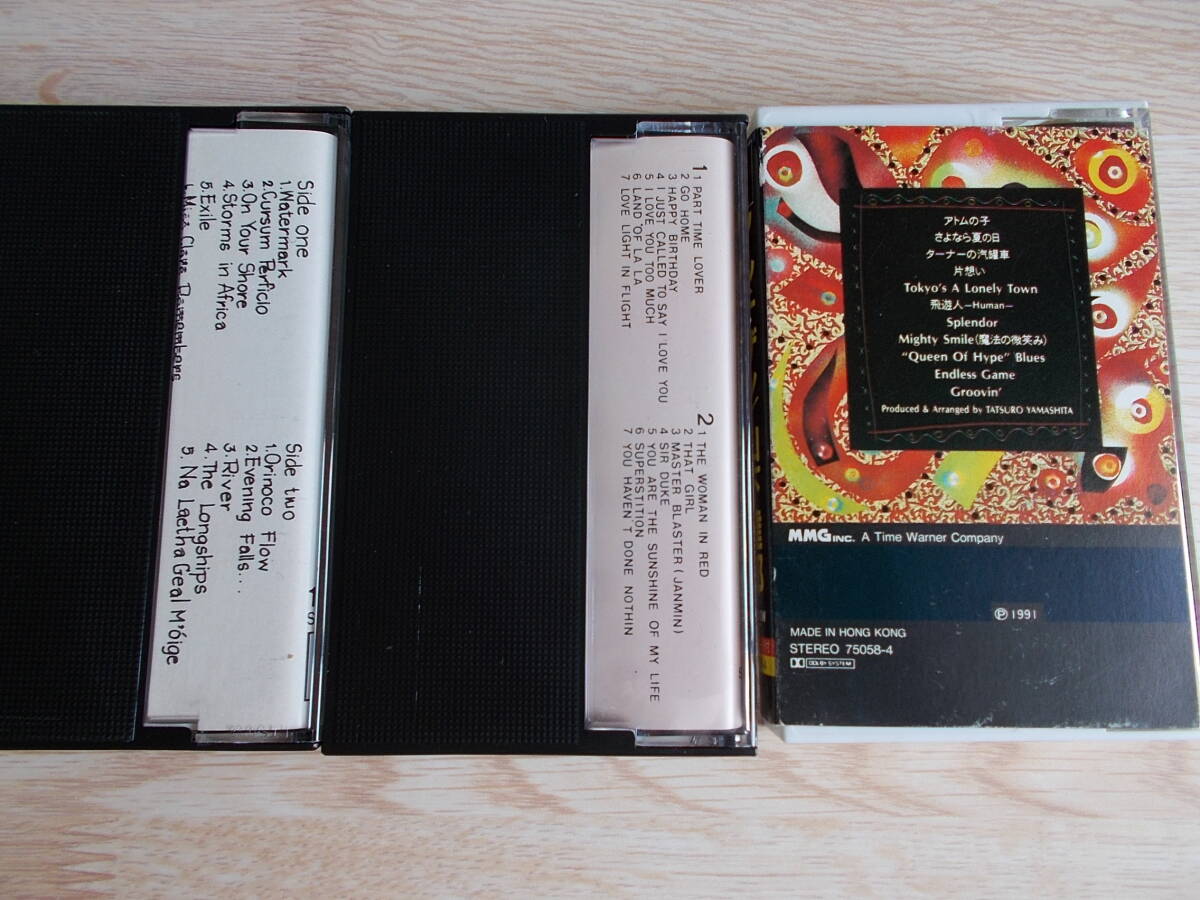 Side one
1.Watermark
2.Cursum Perficio
3.On Your Shore
4.Storms in Africa
5.Exile
Miss Clare Remembers
Side two
1.Orinoco Flow
2.Evening Falls...
3.River
4.The Longships
5.Na Laetha Geal M'óige
1
1 PART TIME LOVER
2 GO HOME
3 HAPPY BIRTHDAY
4 I JUST CALLED TO SAY I LOVE YOU
5 I LOVE YOU TOO MUCH
6 LAND OF LA LA
7 LOVE LIGHT IN FLIGHT
2
1 THE WOMAN IN RED
2 THAT GIRL
3 MASTER BLASTER (JANMIN)
4 SIR DUKE
5 YOU ARE THE SUNSHINE OF MY LIFE
6 SUPERSTITION
7 YOU HAVEN'T DONE NOTHIN
アトムの子
さよなら夏の日
ターナーの汽罐車
片想い
Tokyo's A Lonely Town
飛遊人—Human—
Splendor
Mighty Smile(魔法の微笑み)
"Queen Of Hype" Blues
Endless Game
Groovin'
Produced & Arranged by TATSURO YAMASHITA
MMG INC. A Time Warner Company
Ⓟ 1991
MADE IN HONG KONG
STEREO 75058-4
DOLBY SYSTEM